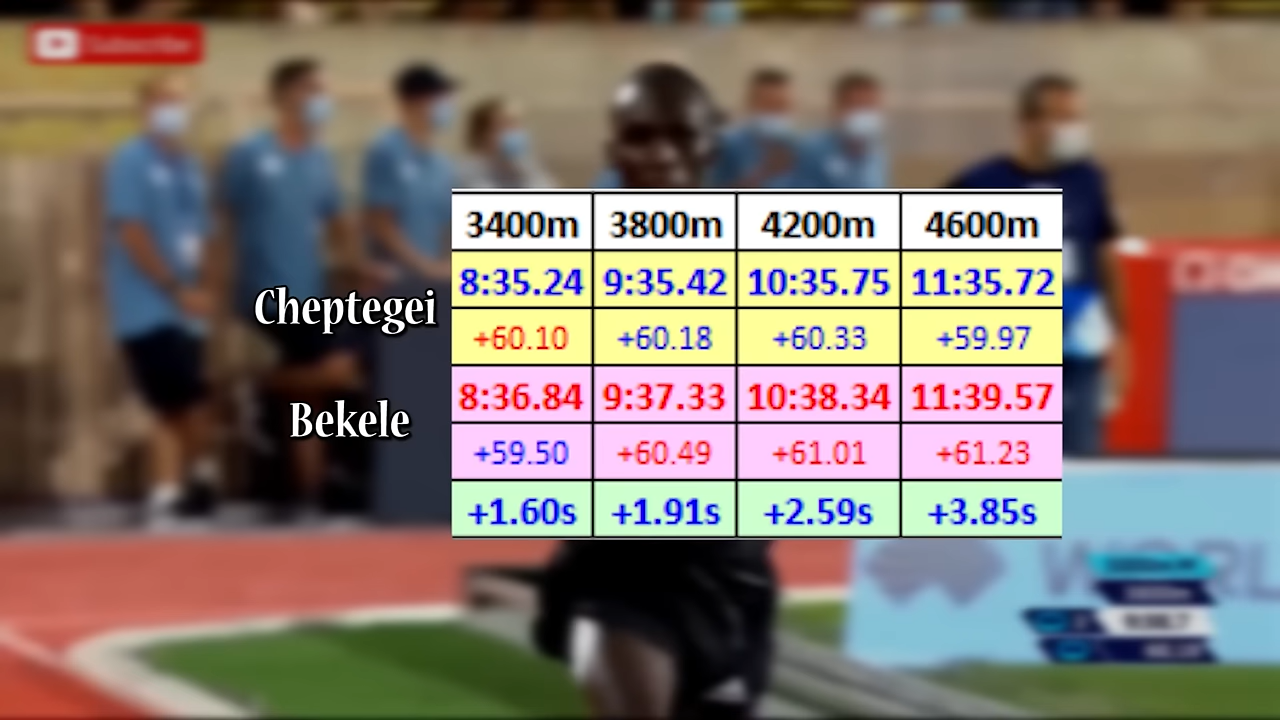 Subscribe
3400m 3800m 4200m 4600m
Cheptegei
8:35.24 9:35.42 10:35.75 11:35.72
+60.10 +60.18 +60.33 +59.97
Bekele
8:36.84 9:37.33 10:38.34 11:39.57
+59.50 +60.49 +61.01 +61.23
+1.60s +1.91s +2.59s +3.85s